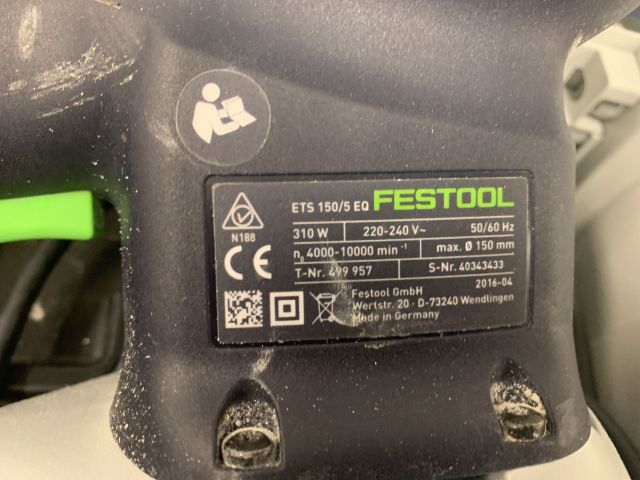 ETS 150/5 EQ FESTOOL
310 W 220-240 V~ 50/60 Hz
n₀ 4000-10000 min⁻¹ max. Ø 150 mm
T-Nr. 499 957 S-Nr. 40343433
2016-04
N188
CE
Festool GmbH
Wertstr. 20 · D-73240 Wendlingen
Made in Germany